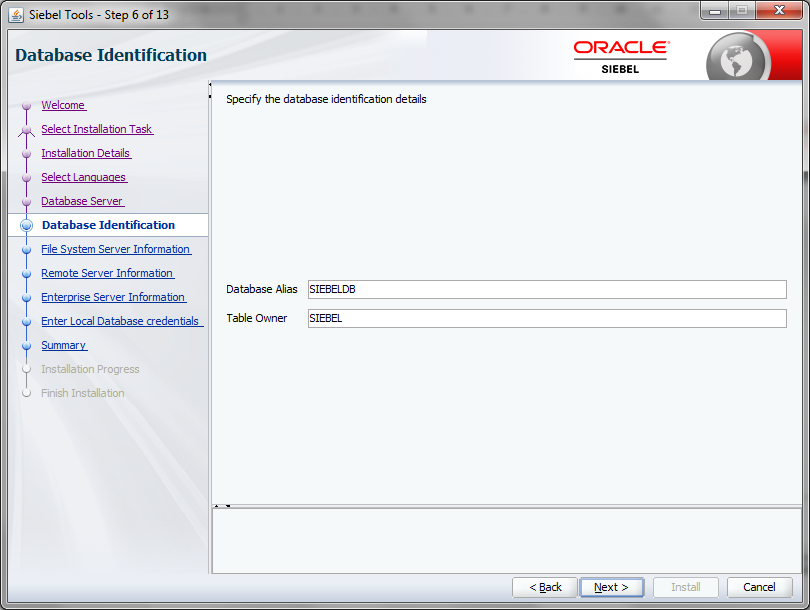 Siebel Tools - Step 6 of 13
Database Identification
ORACLE
SIEBEL
Welcome
Select Installation Task
Installation Details
Select Languages
Database Server
Database Identification
File System Server Information
Remote Server Information
Enterprise Server Information
Enter Local Database credentials
Summary
Installation Progress
Finish Installation
Specify the database identification details
Database Alias SIEBELDB
Table Owner SIEBEL
< Back Next > Install Cancel